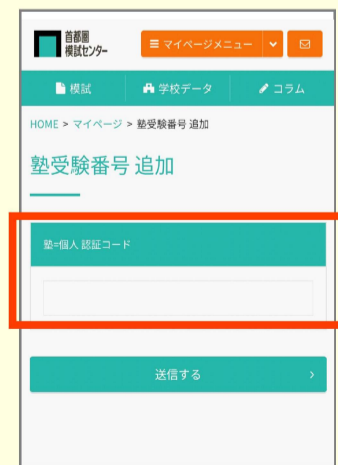 首都圏
模試センター
マイページメニュー
模試
学校データ
コラム
HOME > マイページ > 塾受験番号 追加
塾受験番号 追加
塾=個人 認証コード
送信する